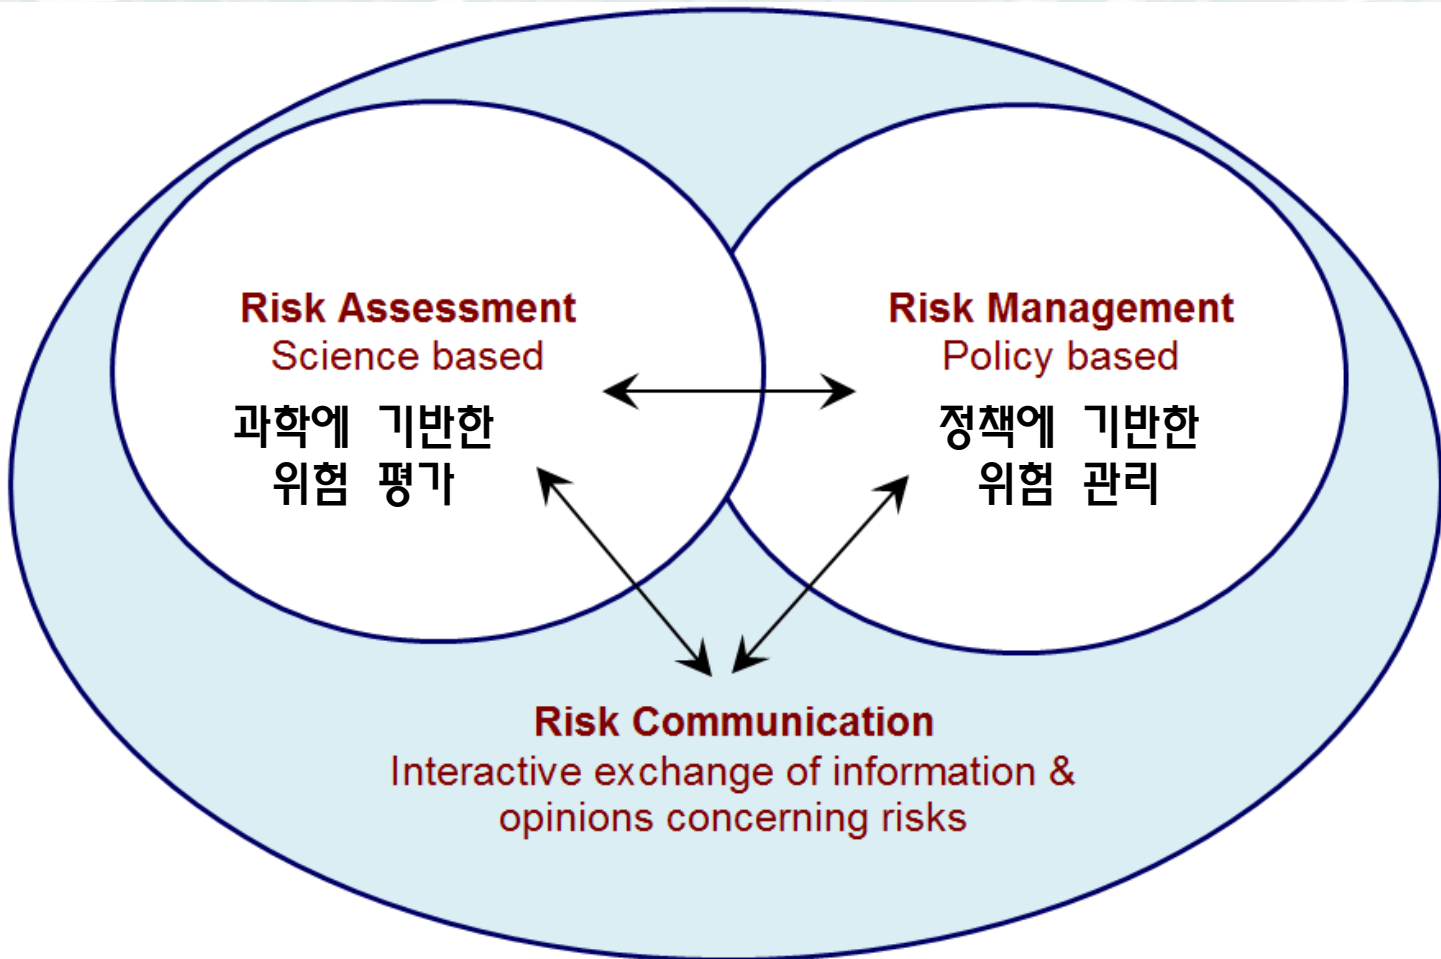 Risk Assessment
Science based
과학에 기반한
위험 평가
Risk Management
Policy based
정책에 기반한
위험 관리
Risk Communication
Interactive exchange of information &
opinions concerning risks